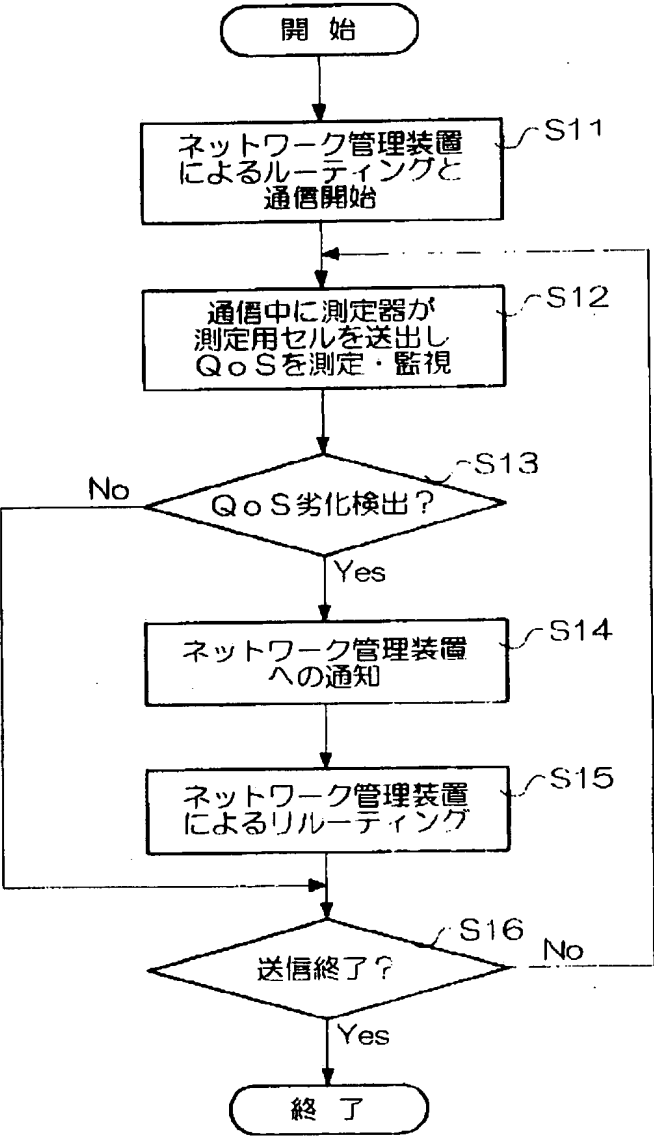 開始
S11
ネットワーク管理装置
によるルーティングと
通信開始
S12
通信中に測定器が
測定用セルを送出し
QoSを測定・監視
S13
No
QoS劣化検出?
Yes
S14
ネットワーク管理装置
への通知
S15
ネットワーク管理装置
によるリルーティング
S16
送信終了?
No
Yes
終了